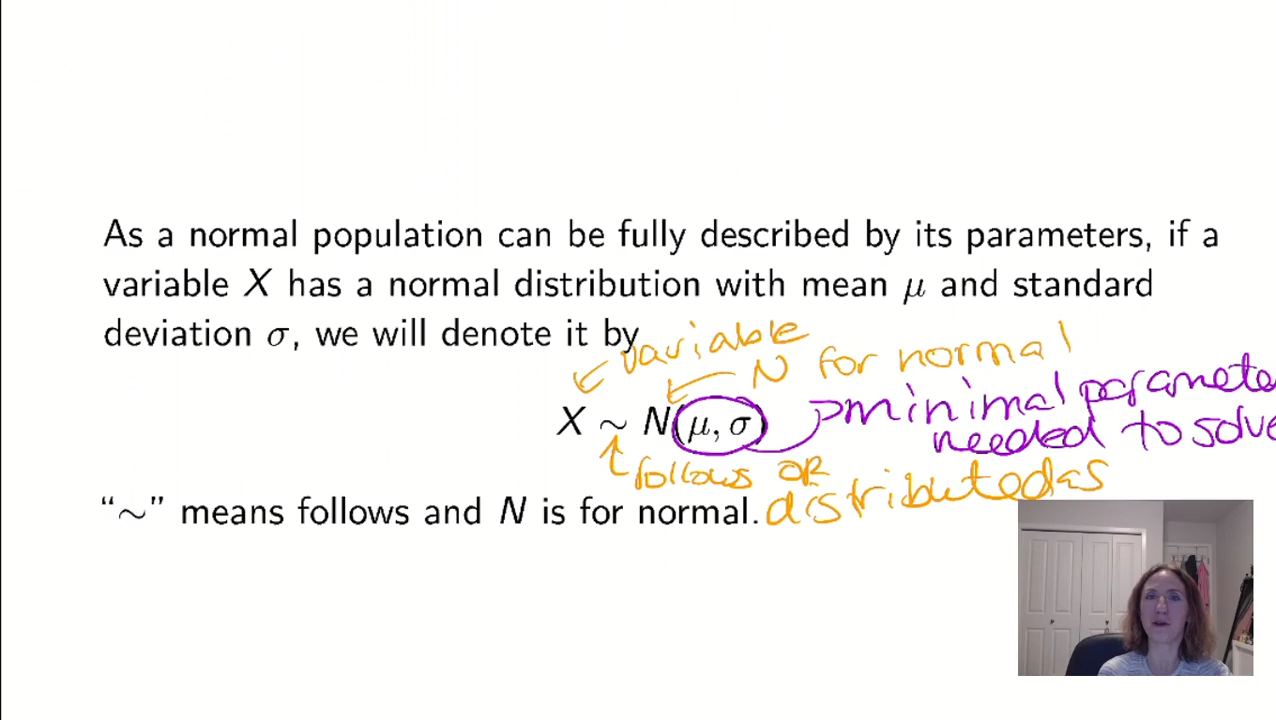 As a normal population can be fully described by its parameters, if a
variable X has a normal distribution with mean μ and standard
deviation σ, we will denote it by
variable
N for normal
X ∼ N(μ, σ)
minimal paramete
needed to solve
follows OR
distributed as
“∼” means follows and N is for normal.